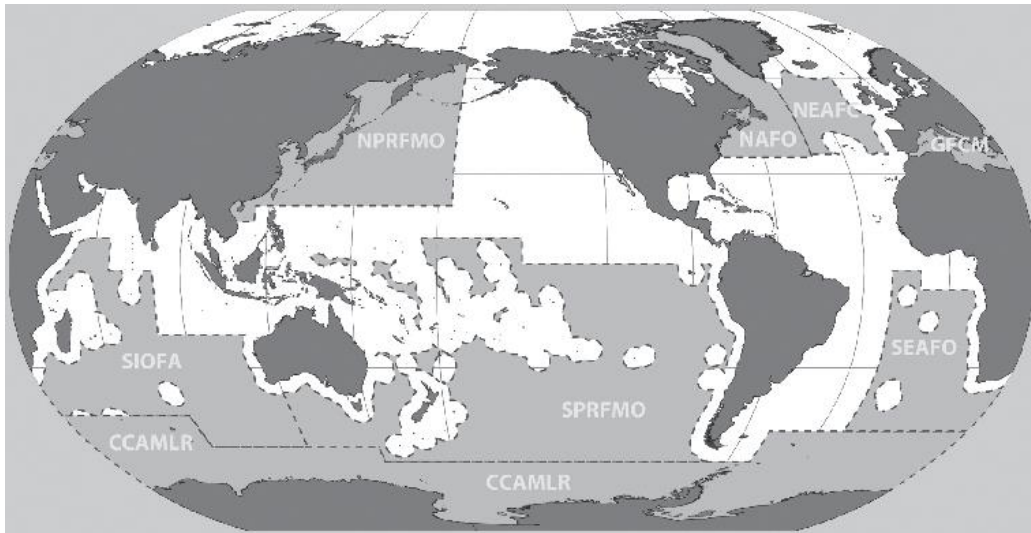 NEAFC
NPRFMO
NAFO
GFCM
SIOFA
SEAFO
SPRFMO
CCAMLR
CCAMLR